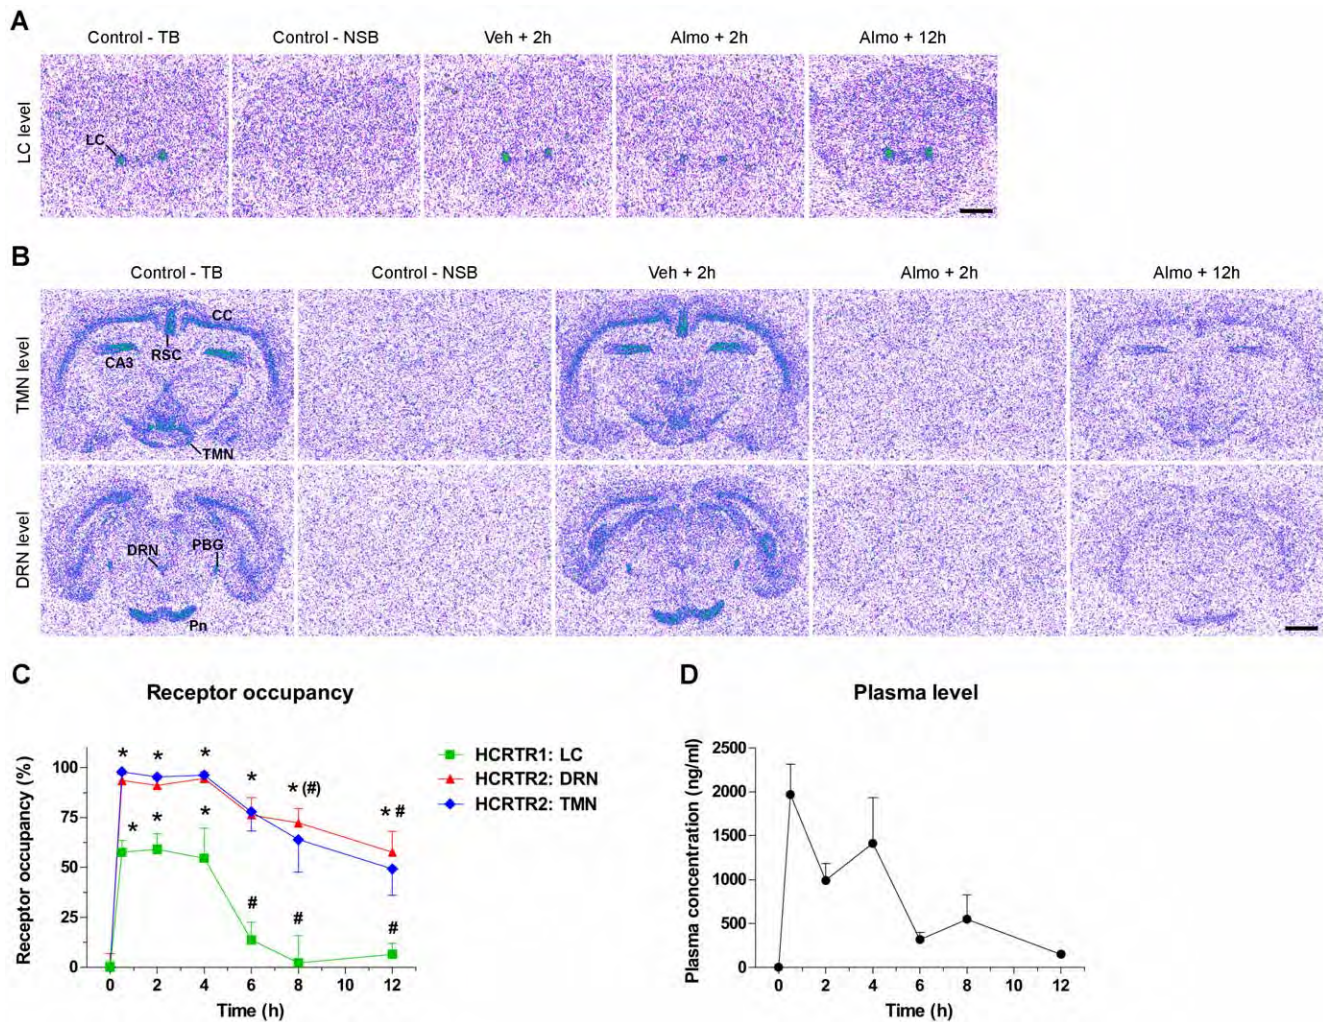 A
Control - TB
Control - NSB
Veh + 2h
Almo + 2h
Almo + 12h
LC level
LC
B
Control - TB
Control - NSB
Veh + 2h
Almo + 2h
Almo + 12h
TMN level
CC
RSC
CA3
TMN
DRN level
DRN
PBG
Pn
C
Receptor occupancy
Receptor occupancy (%)
100
75
50
25
0
* * * * * (#) * #
* * * # # #
0 2 4 6 8 10 12
Time (h)
HCRTR1: LC
HCRTR2: DRN
HCRTR2: TMN
D
Plasma level
Plasma concentration (ng/ml)
2500
2000
1500
1000
500
0
0 2 4 6 8 10 12
Time (h)